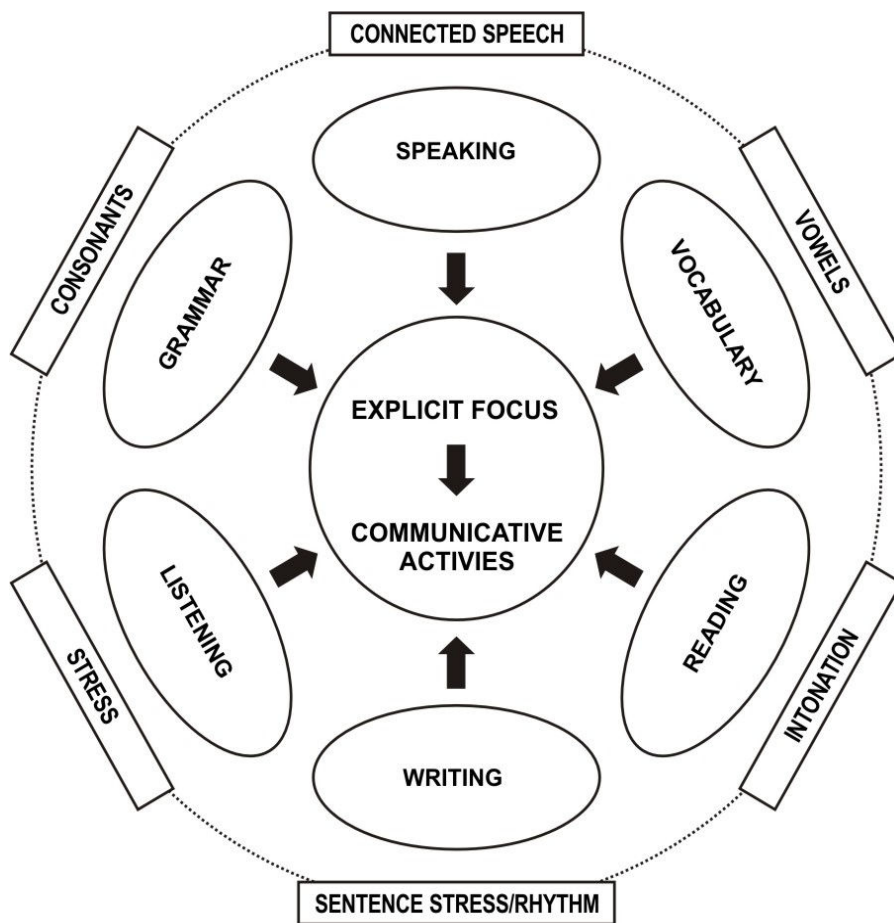 CONNECTED SPEECH
SPEAKING
CONSONANTS
VOWELS
GRAMMAR
VOCABULARY
EXPLICIT FOCUS
COMMUNICATIVE
ACTIVIES
LISTENING
READING
STRESS
INTONATION
WRITING
SENTENCE STRESS/RHYTHM